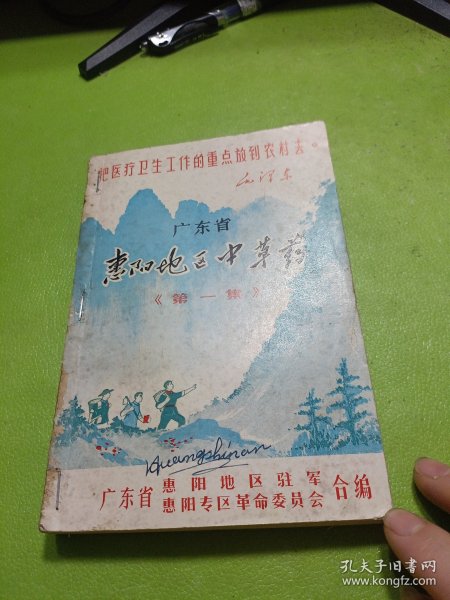 把医疗卫生工作的重点放到农村去。
毛泽东
广东省
惠阳地区中草药
《第一集》
Huangshinan
广东省 惠阳地区驻军 惠阳专区革命委员会 合编
孔夫子旧书网
www.kongfz.com